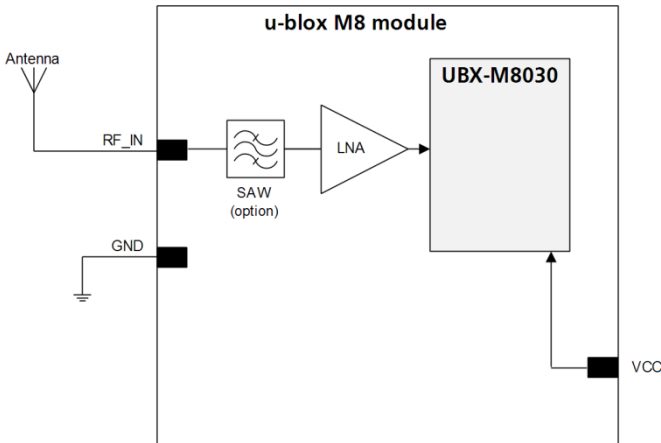 u-blox M8 module
Antenna
UBX-M8030
RF_IN
LNA
SAW
(option)
GND
VCC